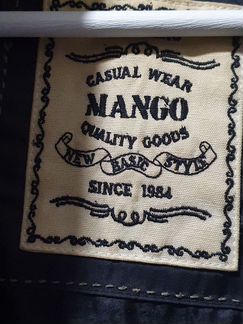 CASUAL WEAR
MANGO
QUALITY GOODS
NEW BASIC STYLE
SINCE 1984